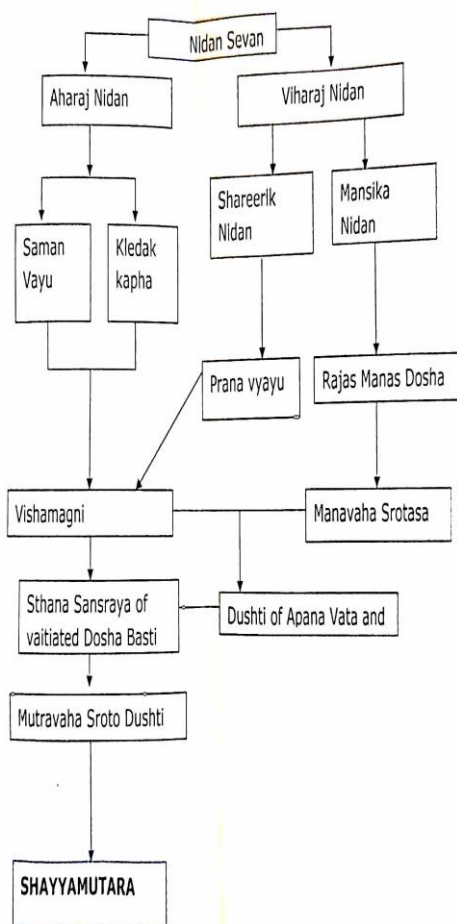 Nidan Sevan
Aharaj Nidan
Viharaj Nidan
Shareerik
Nidan
Mansika
Nidan
Saman
Vayu
Kledak
kapha
Prana vyayu
Rajas Manas Dosha
Vishamagni
Manavaha Srotasa
Sthana Sansraya of
vaitiated Dosha Basti
Dushti of Apana Vata and
Mutravaha Sroto Dushti
SHAYYAMUTARA